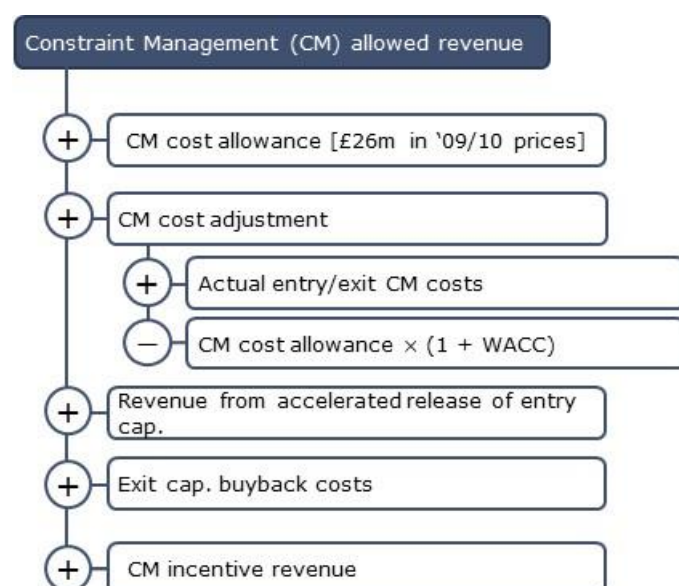 Constraint Management (CM) allowed revenue
+ CM cost allowance [£26m in ‘09/10 prices]
+ CM cost adjustment
+ Actual entry/exit CM costs
− CM cost allowance × (1 + WACC)
+ Revenue from accelerated release of entry
cap.
+ Exit cap. buyback costs
+ CM incentive revenue